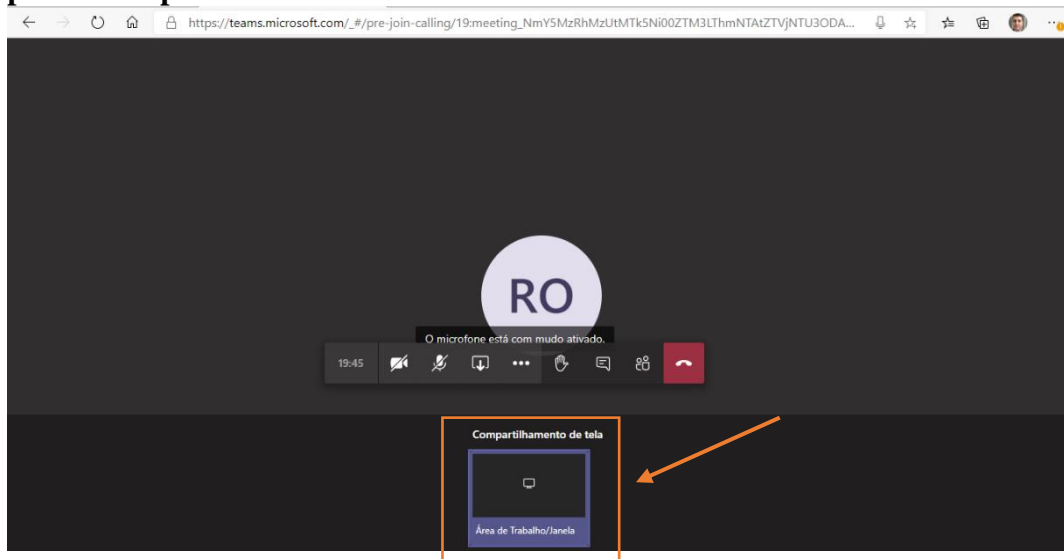 https://teams.microsoft.com/_#/pre-join-calling/19:meeting_NmY5MzRhMzUtMTk5Ni00ZTM3LThmNTAtZTVjNTU3ODA...
RO
O microfone está com mudo ativado.
19:45
Compartilhamento de tela
Área de Trabalho/Janela